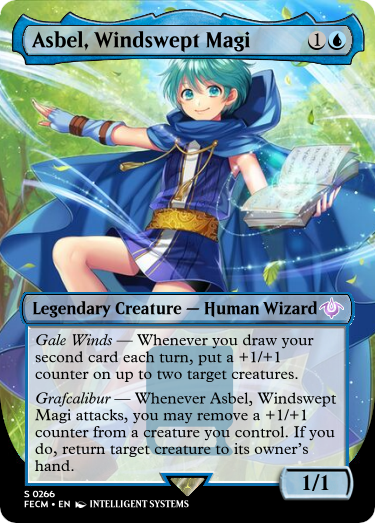 Asbel, Windswept Magi 1
Legendary Creature — Human Wizard
Gale Winds — Whenever you draw your
second card each turn, put a +1/+1
counter on up to two target creatures.
Grafcalibur — Whenever Asbel, Windswept
Magi attacks, you may remove a +1/+1
counter from a creature you control. If you
do, return target creature to its owner's
hand.
1/1
S 0266
FECM • EN INTELLIGENT SYSTEMS